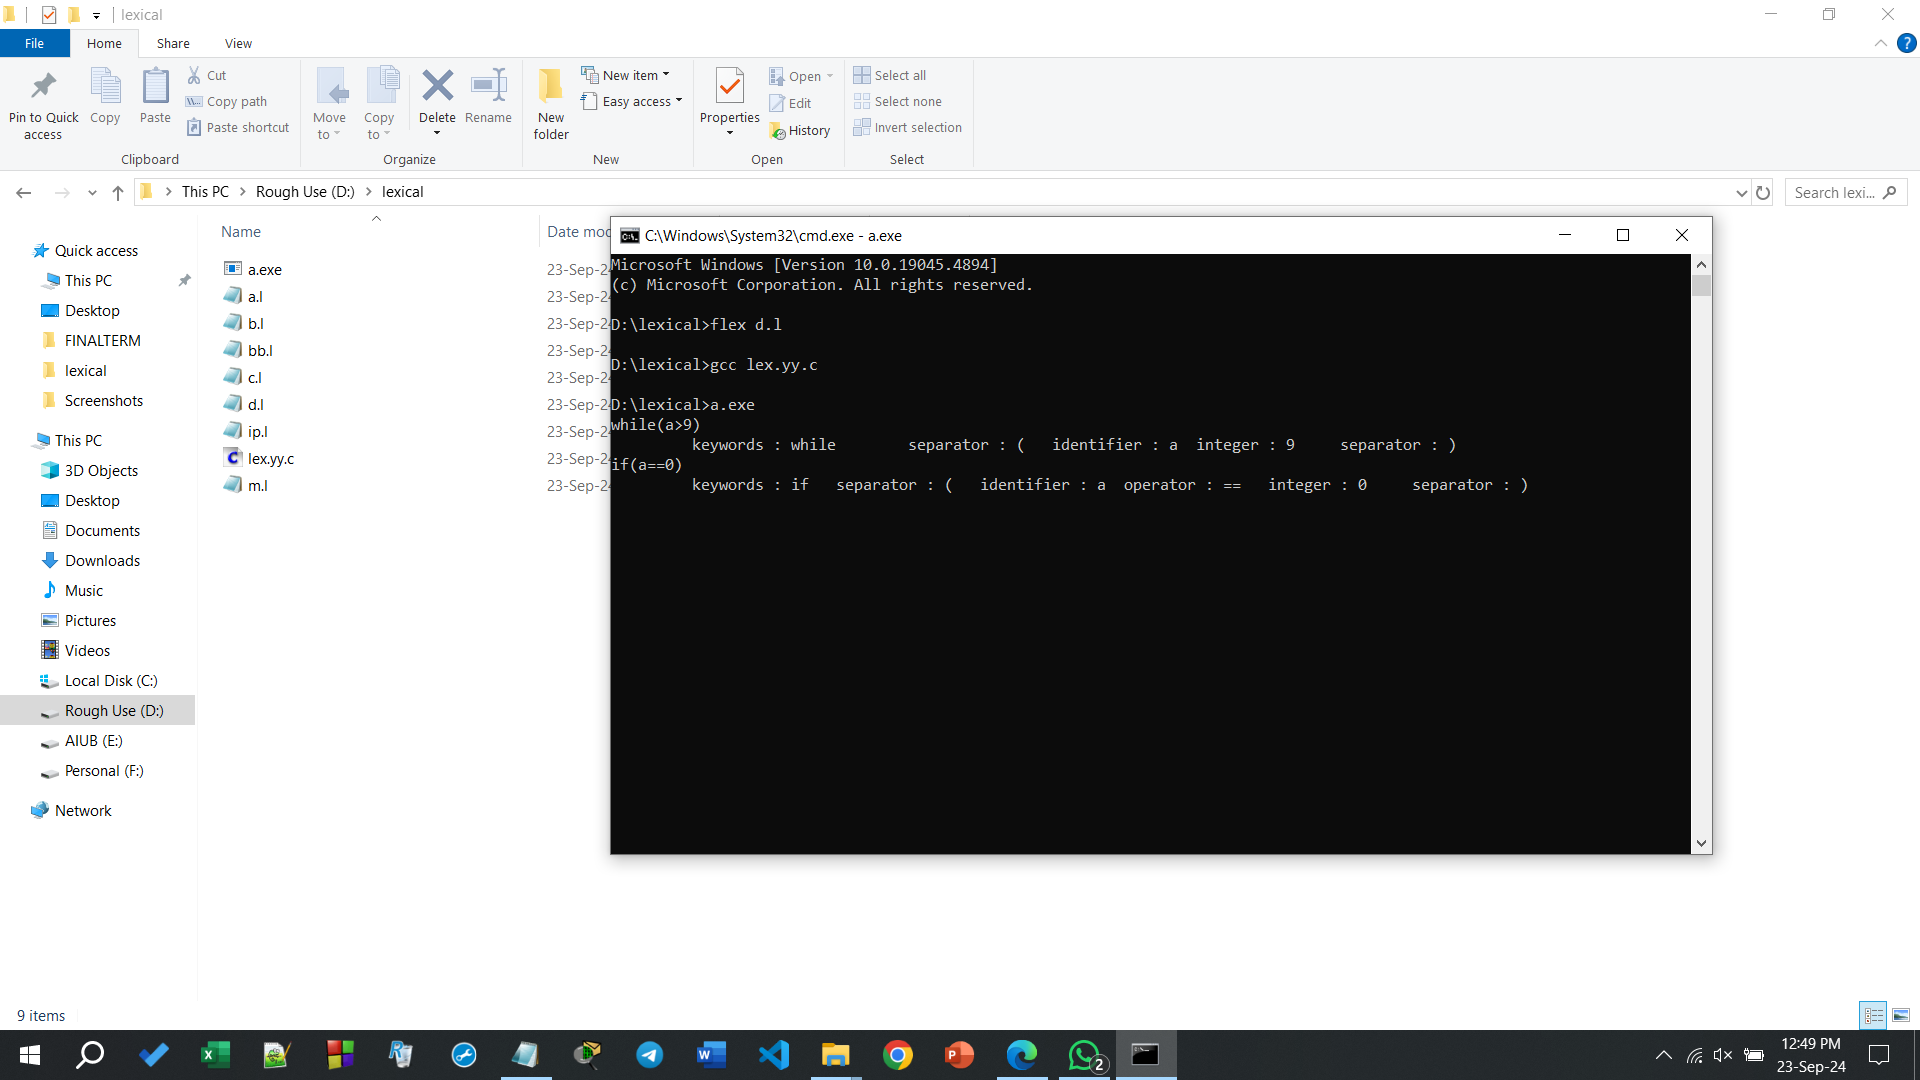 lexical
File Home Share View
Pin to Quick access
Copy
Paste
Cut
Copy path
Paste shortcut
Clipboard
Move to
Copy to
Delete
Rename
Organize
New folder
New item
Easy access
New
Properties
Open
Edit
History
Open
Select all
Select none
Invert selection
Select
This PC > Rough Use (D:) > lexical
Search lexi...
Quick access
This PC
Desktop
FINALTERM
lexical
Screenshots
This PC
3D Objects
Desktop
Documents
Downloads
Music
Pictures
Videos
Local Disk (C:)
Rough Use (D:)
AIUB (E:)
Personal (F:)
Network
Name Date mod
a.exe 23-Sep-2
a.l 23-Sep-2
b.l 23-Sep-2
bb.l 23-Sep-2
c.l 23-Sep-2
d.l 23-Sep-2
ip.l 23-Sep-2
lex.yy.c 23-Sep-2
m.l 23-Sep-2
C:\Windows\System32\cmd.exe - a.exe
Microsoft Windows [Version 10.0.19045.4894]
(c) Microsoft Corporation. All rights reserved.
D:\lexical>flex d.l
D:\lexical>gcc lex.yy.c
D:\lexical>a.exe
while(a>9)
keywords : while separator : ( identifier : a integer : 9 separator : )
if(a==0)
keywords : if separator : ( identifier : a operator : == integer : 0 separator : )
9 items
2
12:49 PM
23-Sep-24